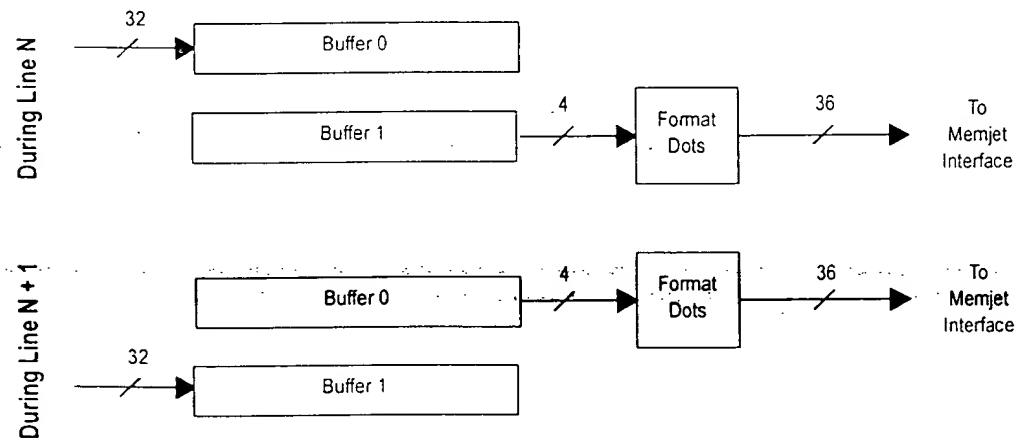 During Line N
32
Buffer 0
Buffer 1
4
Format
Dots
36
To
Memjet
Interface
During Line N + 1
Buffer 0
4
Format
Dots
36
To
Memjet
Interface
32
Buffer 1